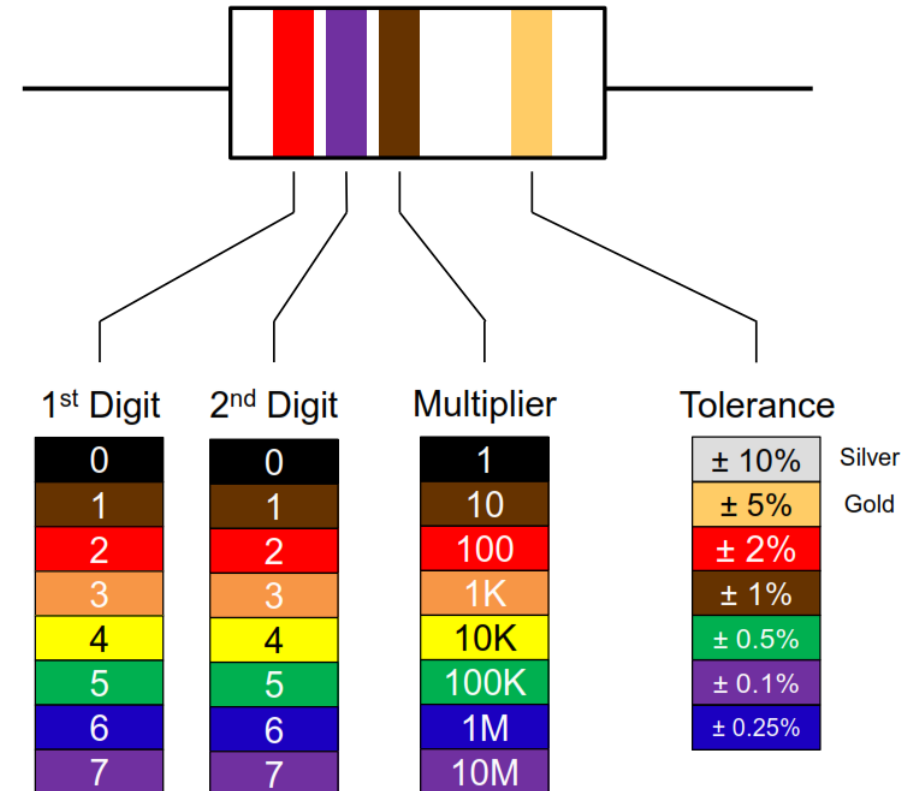 1st Digit 2nd Digit Multiplier Tolerance
0 0 1 ± 10% Silver
1 1 10 ± 5% Gold
2 2 100 ± 2%
3 3 1K ± 1%
4 4 10K ± 0.5%
5 5 100K ± 0.1%
6 6 1M ± 0.25%
7 7 10M